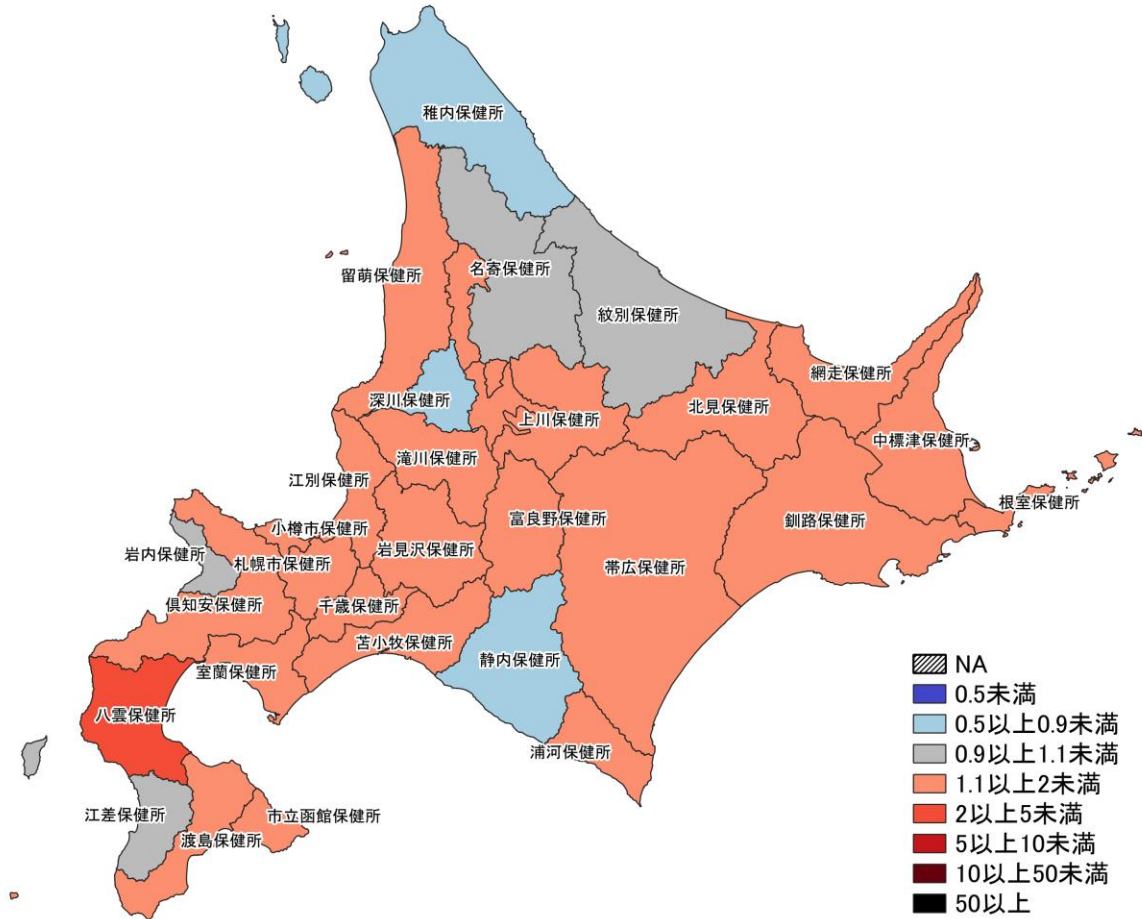 稚内保健所
名寄保健所
留萌保健所
紋別保健所
網走保健所
深川保健所
北見保健所
上川保健所
中標津保健所
滝川保健所
江別保健所
根室保健所
富良野保健所
釧路保健所
小樽市保健所
岩見沢保健所
岩内保健所
札幌市保健所
帯広保健所
倶知安保健所
千歳保健所
苫小牧保健所
静内保健所
室蘭保健所
八雲保健所
浦河保健所
江差保健所
市立函館保健所
渡島保健所
NA
0.5未満
0.5以上0.9未満
0.9以上1.1未満
1.1以上2未満
2以上5未満
5以上10未満
10以上50未満
50以上